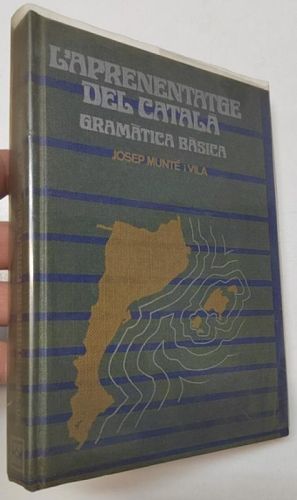 L'APRENENTATGE
DEL CATALÀ
GRAMÀTICA BÀSICA
JOSEP MUNTÉ i VILA